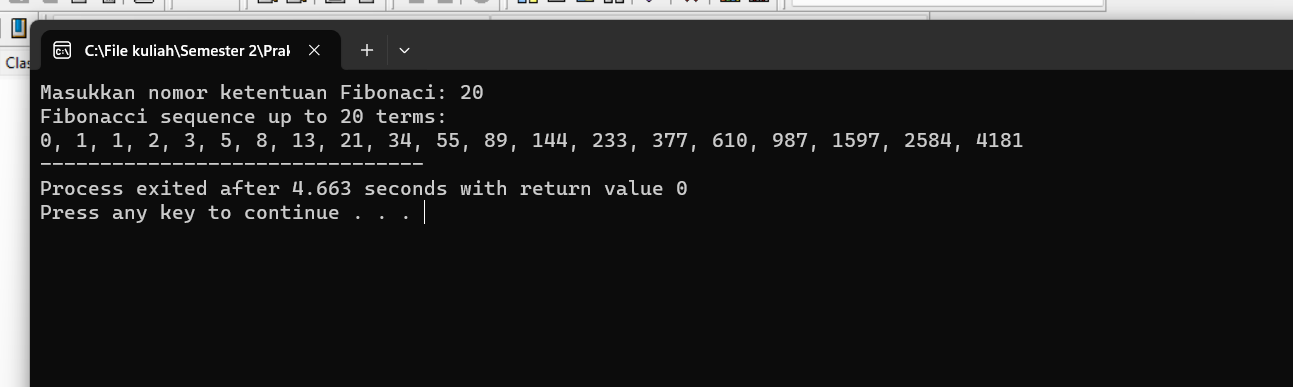 Clas
C:\File kuliah\Semester 2\Prak
Masukkan nomor ketentuan Fibonaci: 20
Fibonacci sequence up to 20 terms:
0, 1, 1, 2, 3, 5, 8, 13, 21, 34, 55, 89, 144, 233, 377, 610, 987, 1597, 2584, 4181
--------------------------------
Process exited after 4.663 seconds with return value 0
Press any key to continue . . .